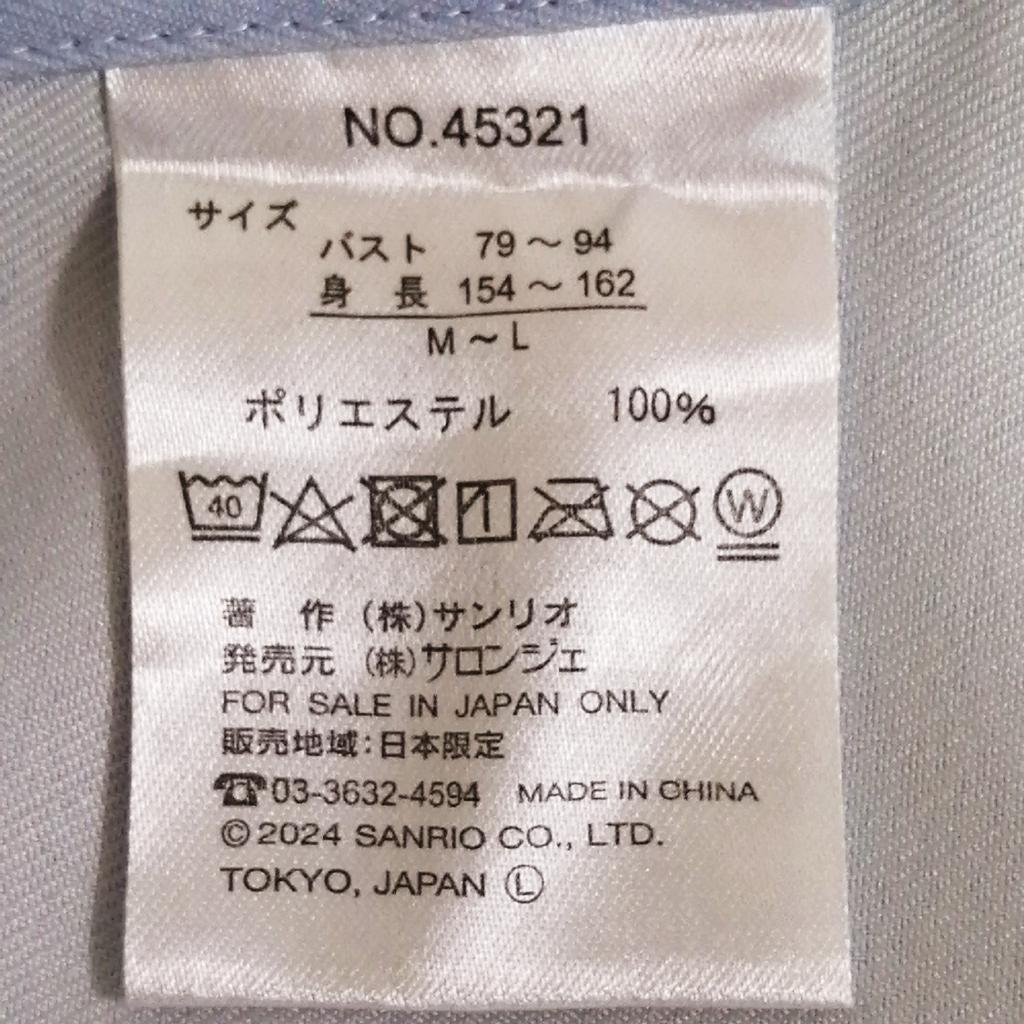 NO.45321
サイズ
バスト 79〜94
身 長 154〜162
M〜L
ポリエステル 100%
40 W
著 作 (株)サンリオ
発売元 (株)サロンジェ
FOR SALE IN JAPAN ONLY
販売地域:日本限定
☎03-3632-4594 MADE IN CHINA
©2024 SANRIO CO., LTD.
TOKYO, JAPAN Ⓛ